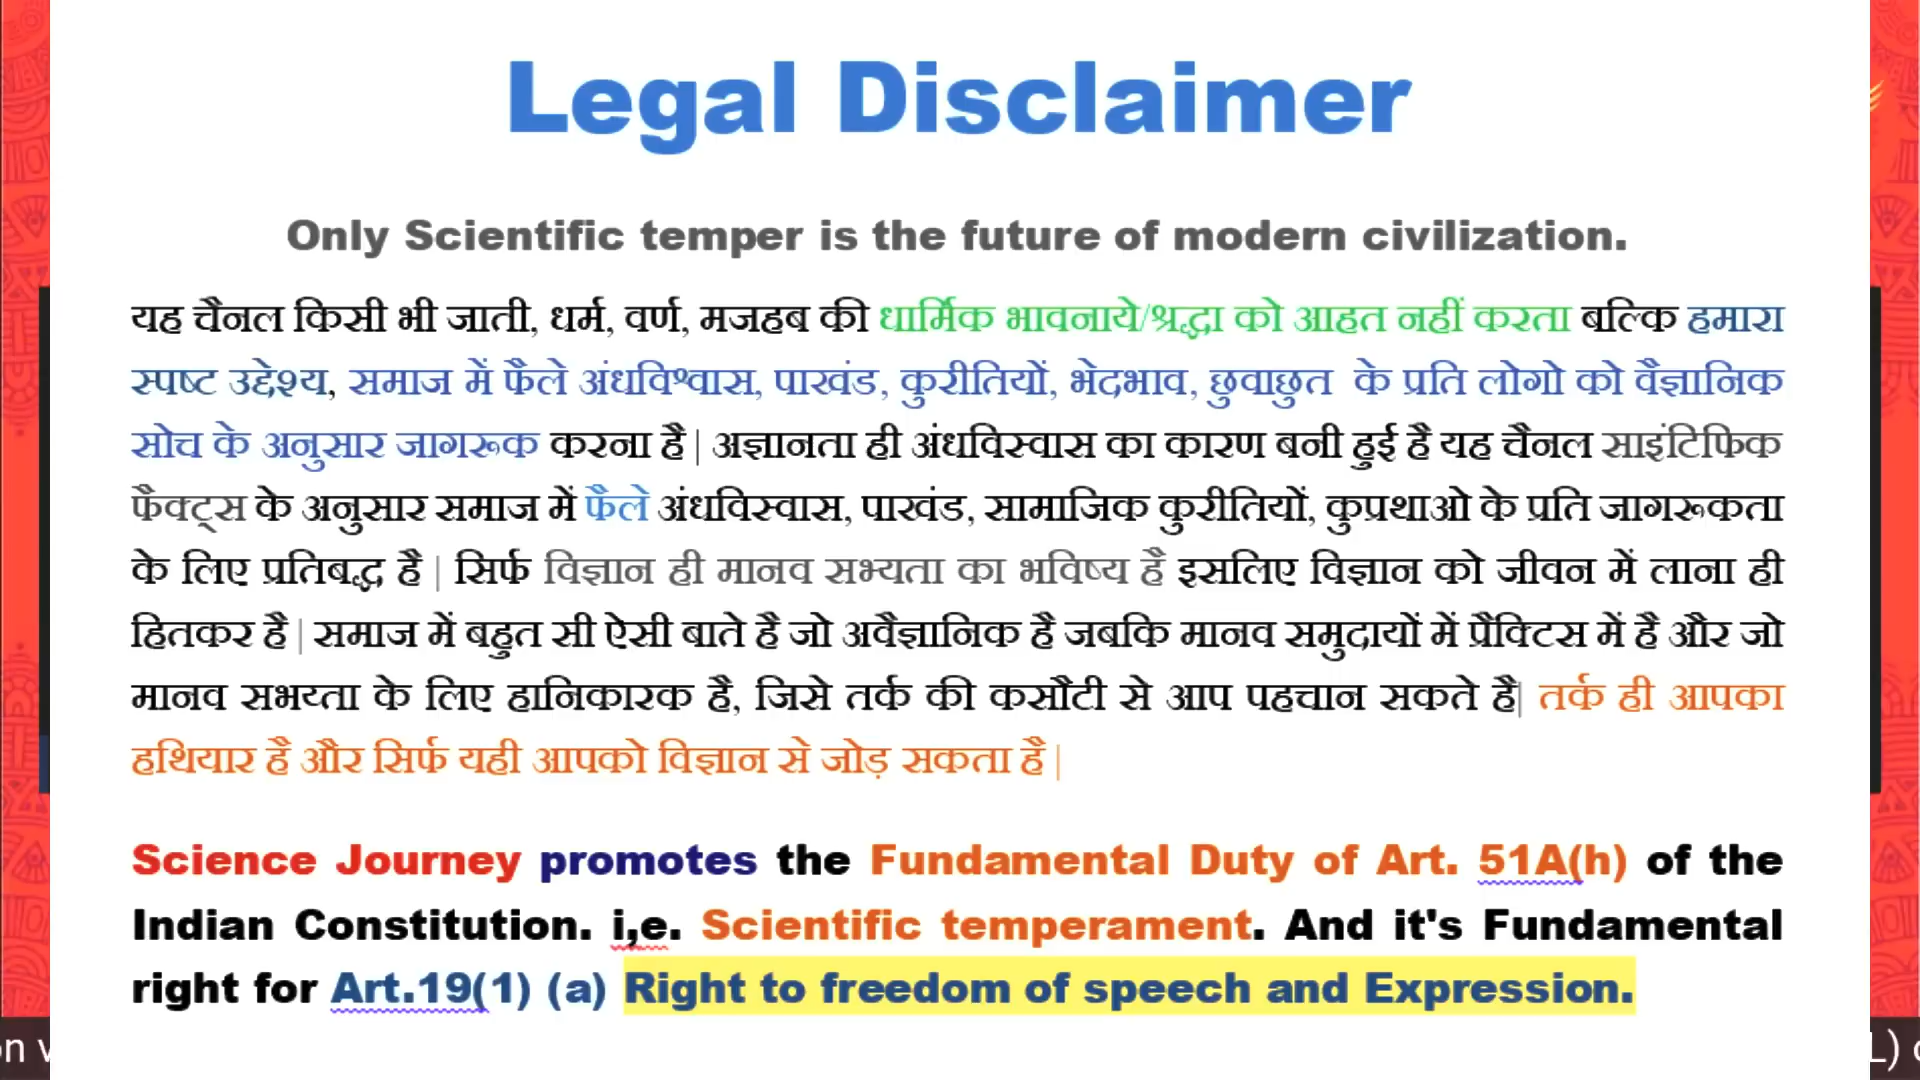 Legal Disclaimer
Only Scientific temper is the future of modern civilization.
यह चैनल किसी भी जाती, धर्म, वर्ण, मजहब की धार्मिक भावनाये/श्रद्धा को आहत नहीं करता बल्कि हमारा
स्पष्ट उद्देश्य, समाज में फैले अंधविश्वास, पाखंड, कुरीतियों, भेदभाव, छुवाछुत के प्रति लोगो को वैज्ञानिक
सोच के अनुसार जागरूक करना है | अज्ञानता ही अंधविस्वास का कारण बनी हुई है यह चैनल साइंटिफिक
फैक्ट्स के अनुसार समाज में फैले अंधविस्वास, पाखंड, सामाजिक कुरीतियों, कुप्रथाओ के प्रति जागरूकता
के लिए प्रतिबद्ध है | सिर्फ विज्ञान ही मानव सभ्यता का भविष्य है इसलिए विज्ञान को जीवन में लाना ही
हितकर है | समाज में बहुत सी ऐसी बाते है जो अवैज्ञानिक है जबकि मानव समुदायों में प्रैक्टिस में है और जो
मानव सभय्ता के लिए हानिकारक है, जिसे तर्क की कसौटी से आप पहचान सकते है| तर्क ही आपका
हथियार है और सिर्फ यही आपको विज्ञान से जोड़ सकता है |
Science Journey promotes the Fundamental Duty of Art. 51A(h) of the
Indian Constitution. i,e. Scientific temperament. And it's Fundamental
right for Art.19(1) (a) Right to freedom of speech and Expression.